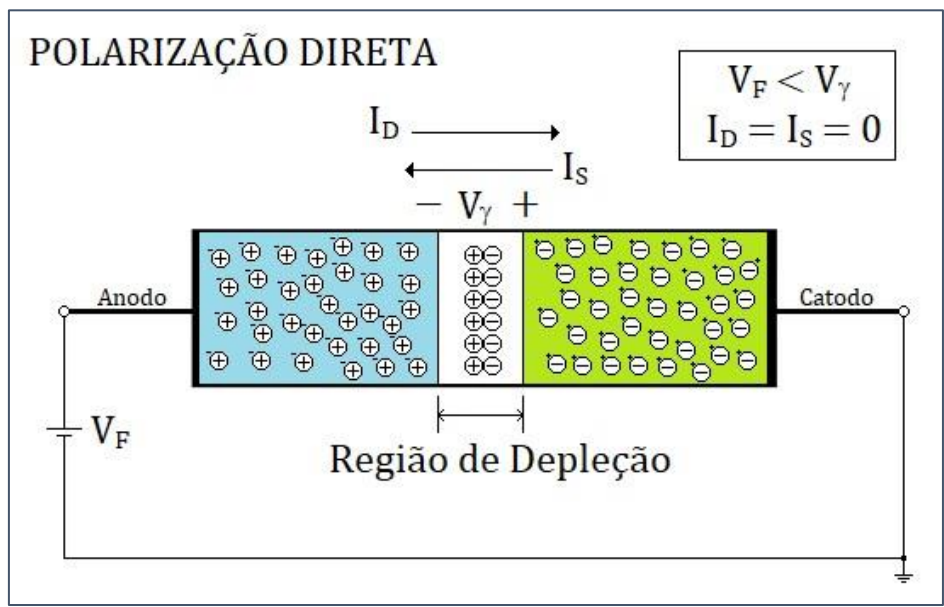 POLARIZAÇÃO DIRETA
V_F < V_γ
I_D = I_S = 0
I_D
I_S
− V_γ +
Anodo
Catodo
V_F
Região de Depleção